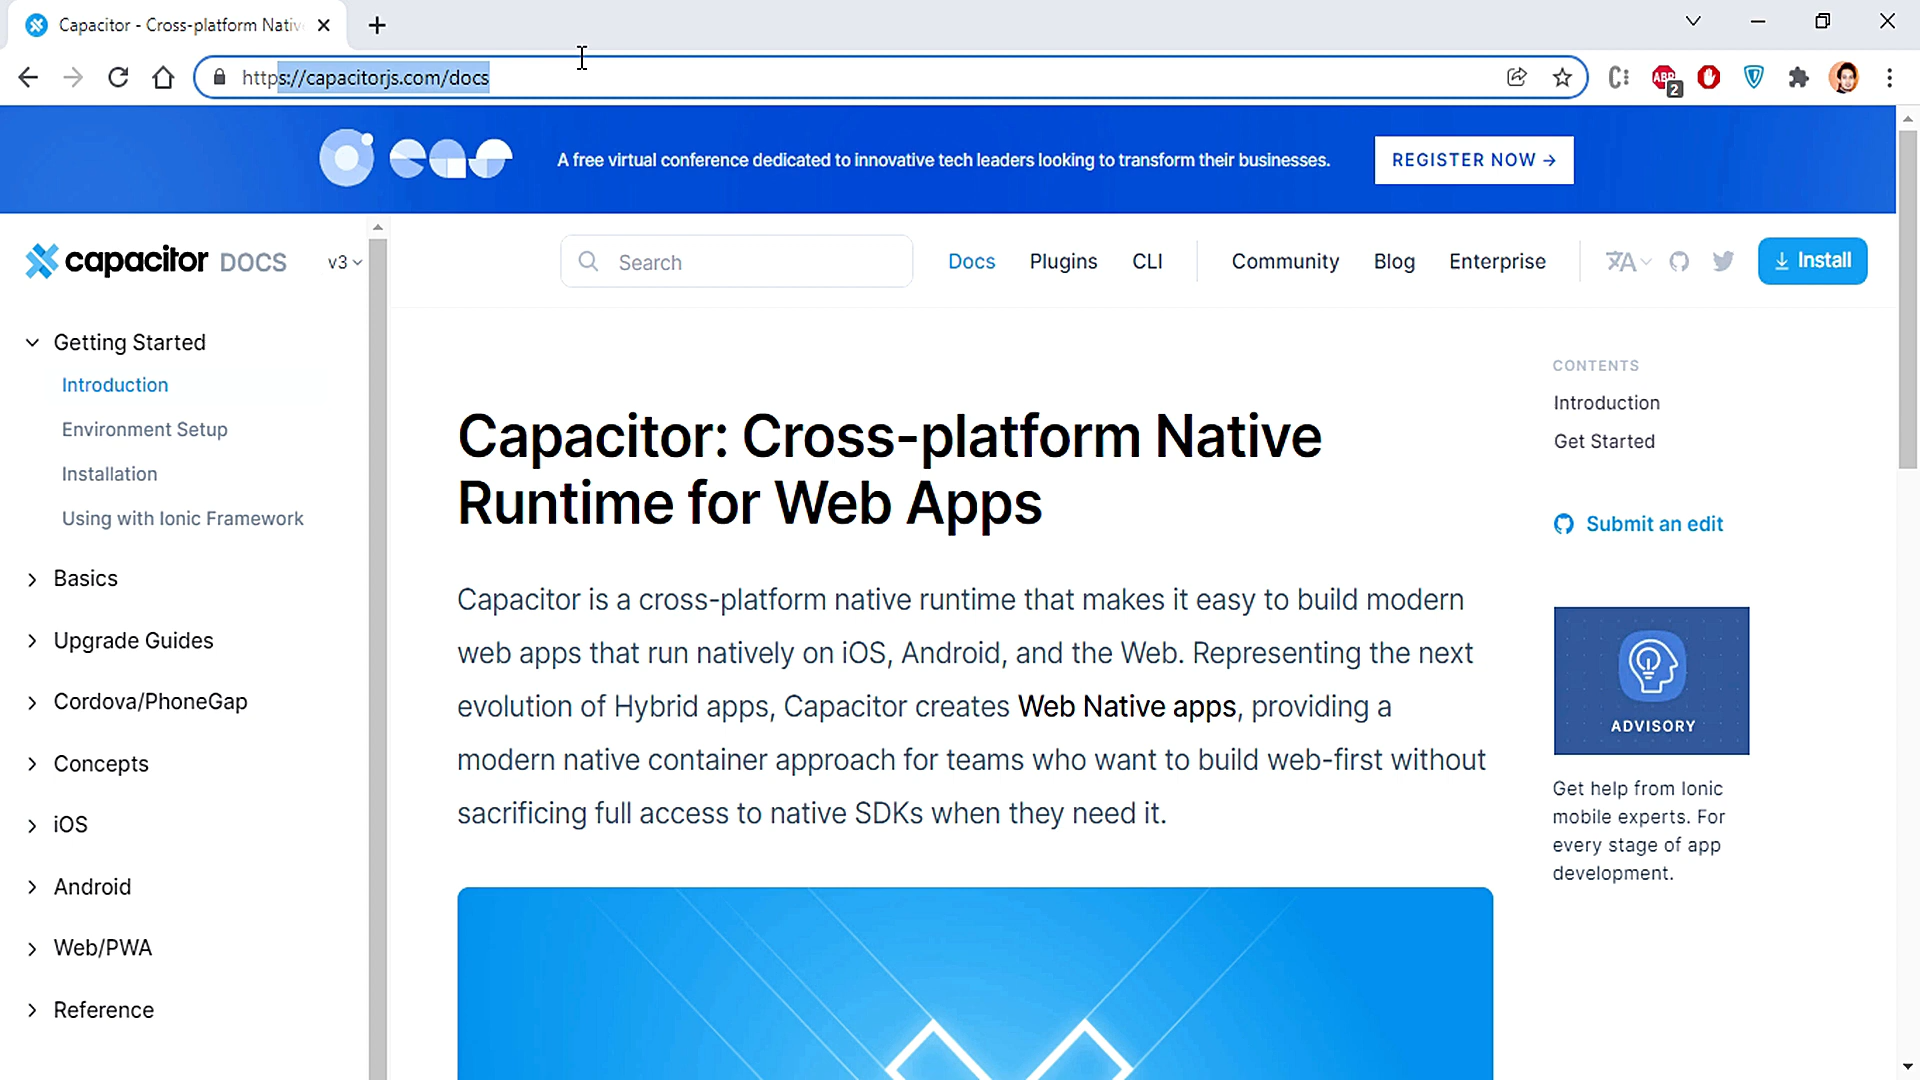 Capacitor - Cross-platform Nativ
https://capacitorjs.com/docs
2
A free virtual conference dedicated to innovative tech leaders looking to transform their businesses.
REGISTER NOW →
capacitor DOCS
v3
Search
Docs
Plugins
CLI
Community
Blog
Enterprise
Install
Getting Started
Introduction
Environment Setup
Installation
Using with Ionic Framework
Basics
Upgrade Guides
Cordova/PhoneGap
Concepts
iOS
Android
Web/PWA
Reference
Capacitor: Cross-platform Native
Runtime for Web Apps
Capacitor is a cross-platform native runtime that makes it easy to build modern
web apps that run natively on iOS, Android, and the Web. Representing the next
evolution of Hybrid apps, Capacitor creates Web Native apps, providing a
modern native container approach for teams who want to build web-first without
sacrificing full access to native SDKs when they need it.
CONTENTS
Introduction
Get Started
Submit an edit
ADVISORY
Get help from Ionic
mobile experts. For
every stage of app
development.